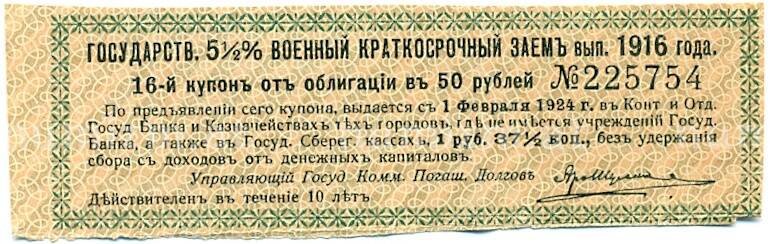 ГОСУДАРСТВ. 5½% ВОЕННЫЙ КРАТКОСРОЧНЫЙ ЗАЕМЪ вып. 1916 года.
16-й купонъ отъ облигаціи въ 50 рублей №225754
По предъявленіи сего купона, выдается съ 1 Февраля 1924 г. въ Конт. и Отд.
Госуд. Банка и Казначействахъ тѣхъ городовъ, гдѣ не имѣется учрежденій Госуд.
Банка, а также въ Госуд. Сберег. кассахъ, 1 руб. 37½ коп., безъ удержанія
сбора съ доходовъ отъ денежныхъ капиталовъ.
Управляющій Госуд Комм. Погаш. Долговъ
Дѣйствителенъ въ теченіе 10 лѣтъ